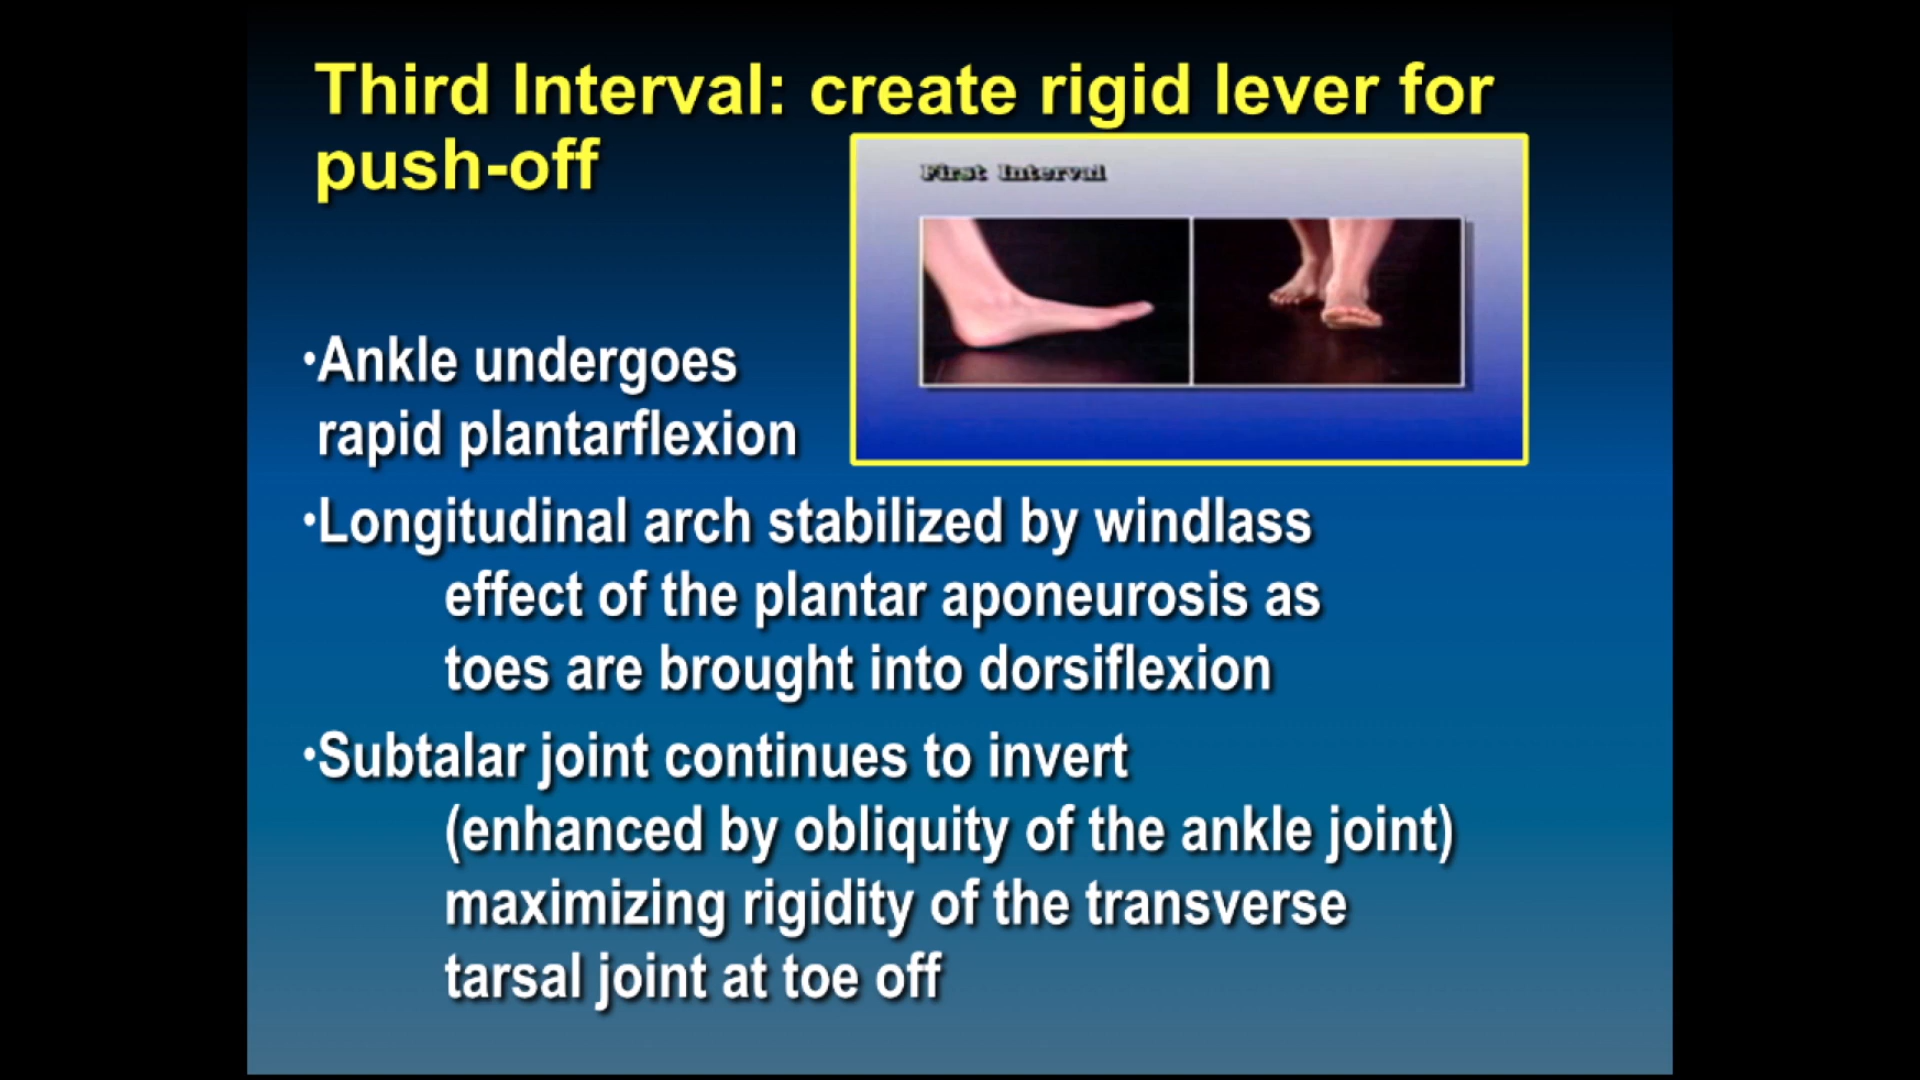 Third Interval: create rigid lever for
push-off
First Interval
•Ankle undergoes
rapid plantarflexion
•Longitudinal arch stabilized by windlass
effect of the plantar aponeurosis as
toes are brought into dorsiflexion
•Subtalar joint continues to invert
(enhanced by obliquity of the ankle joint)
maximizing rigidity of the transverse
tarsal joint at toe off